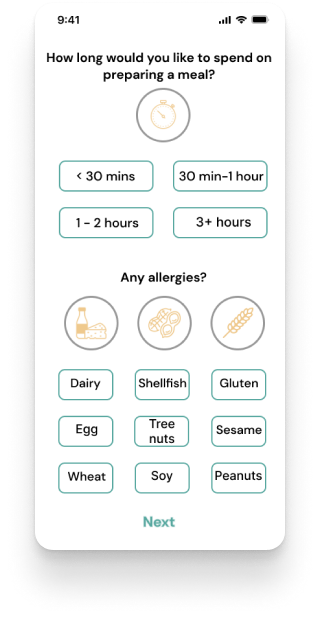 9:41
How long would you like to spend on
preparing a meal?
< 30 mins
30 min-1 hour
1 - 2 hours
3+ hours
Any allergies?
Dairy
Shellfish
Gluten
Egg
Tree
nuts
Sesame
Wheat
Soy
Peanuts
Next